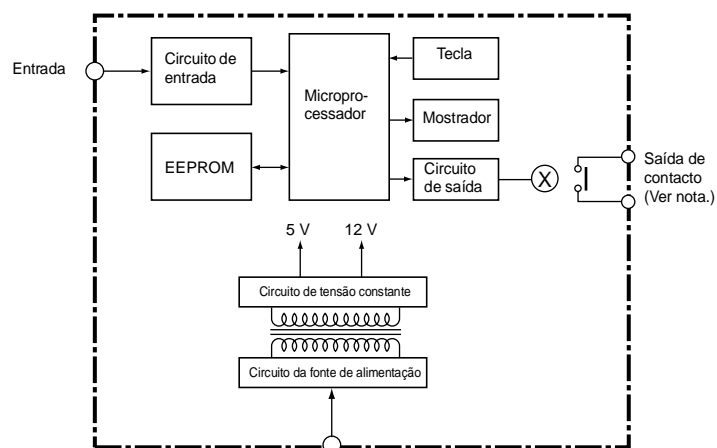 Entrada
Circuito de
entrada
Micropro-
cessador
Tecla
Mostrador
EEPROM
Circuito
de saída
X
Saída de
contacto
(Ver nota.)
5 V
12 V
Circuito de tensão constante
Circuito da fonte de alimentação